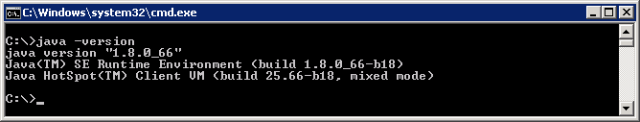 C:\Windows\system32\cmd.exe
C:\>java -version
java version "1.8.0_66"
Java(TM) SE Runtime Environment (build 1.8.0_66-b18)
Java HotSpot(TM) Client VM (build 25.66-b18, mixed mode)
C:\>_